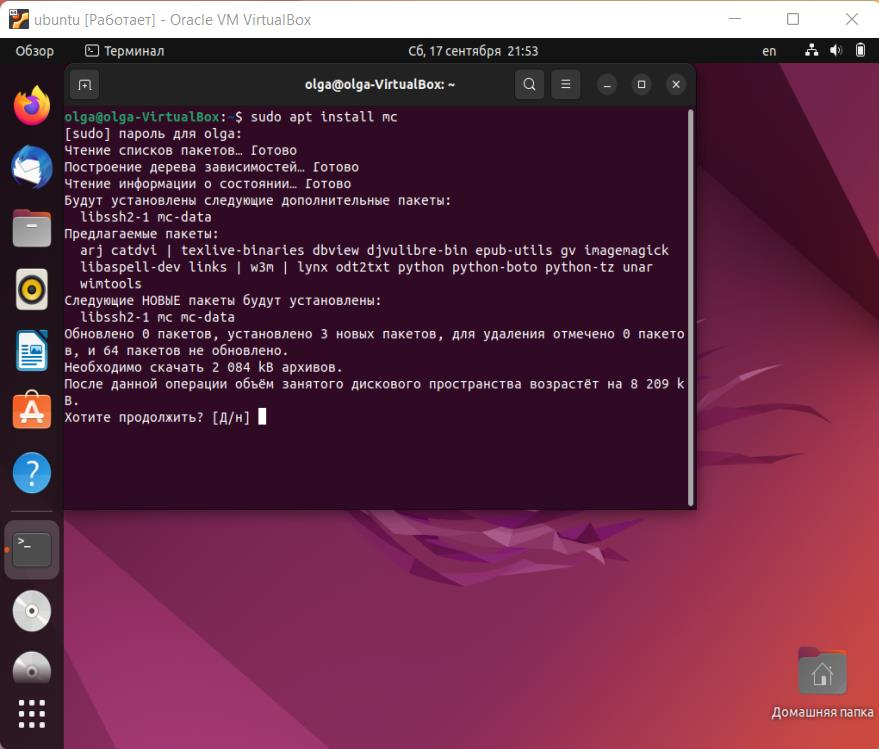 ubuntu [Работает] - Oracle VM VirtualBox
Обзор
Терминал
Сб, 17 сентября 21:53
en
olga@olga-VirtualBox: ~
olga@olga-VirtualBox:~$ sudo apt install mc
[sudo] пароль для olga:
Чтение списков пакетов… Готово
Построение дерева зависимостей… Готово
Чтение информации о состоянии… Готово
Будут установлены следующие дополнительные пакеты:
libssh2-1 mc-data
Предлагаемые пакеты:
arj catdvi | texlive-binaries dbview djvulibre-bin epub-utils gv imagemagick
libaspell-dev links | w3m | lynx odt2txt python python-boto python-tz unar
wimtools
Следующие НОВЫЕ пакеты будут установлены:
libssh2-1 mc mc-data
Обновлено 0 пакетов, установлено 3 новых пакетов, для удаления отмечено 0 пакето
в, и 64 пакетов не обновлено.
Необходимо скачать 2 084 kB архивов.
После данной операции объём занятого дискового пространства возрастёт на 8 209 k
B.
Хотите продолжить? [Д/н]
Домашняя папка